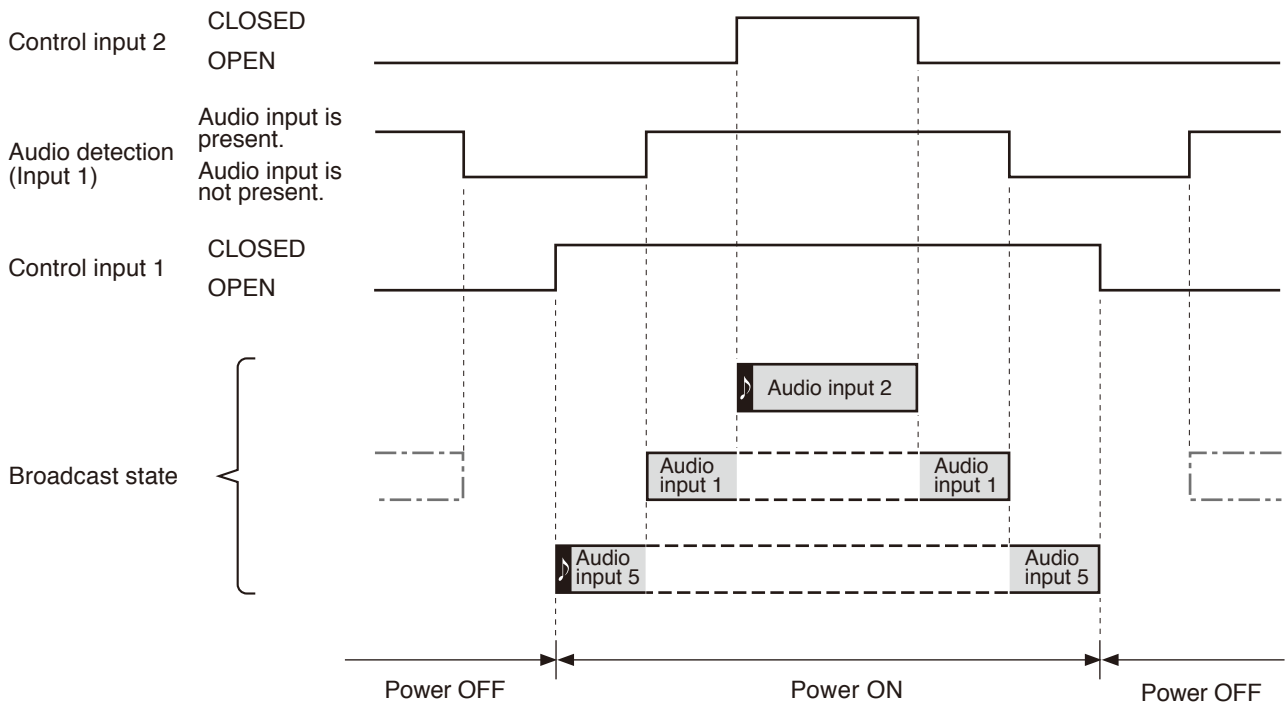 Control input 2
CLOSED
OPEN
Audio detection
(Input 1)
Audio input is
present.
Audio input is
not present.
Control input 1
CLOSED
OPEN
Broadcast state
Audio input 2
Audio
input 1
Audio
input 1
Audio
input 5
Audio
input 5
Power OFF
Power ON
Power OFF